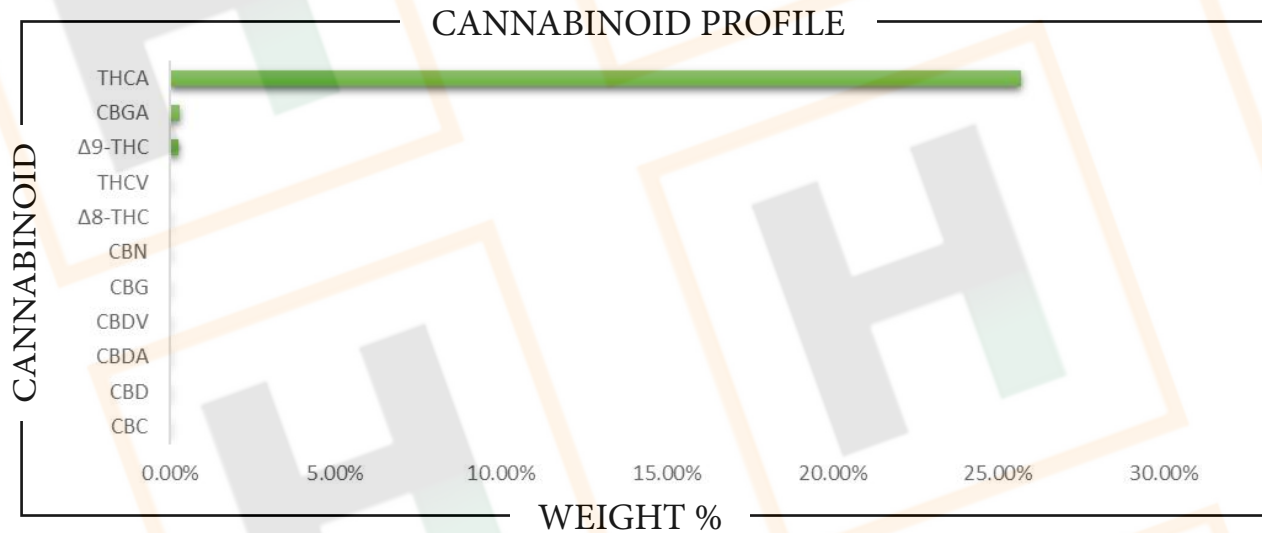 CANNABINOID PROFILE
CANNABINOID
THCA
CBGA
Δ9-THC
THCV
Δ8-THC
CBN
CBG
CBDV
CBDA
CBD
CBC
0.00% 5.00% 10.00% 15.00% 20.00% 25.00% 30.00%
WEIGHT %